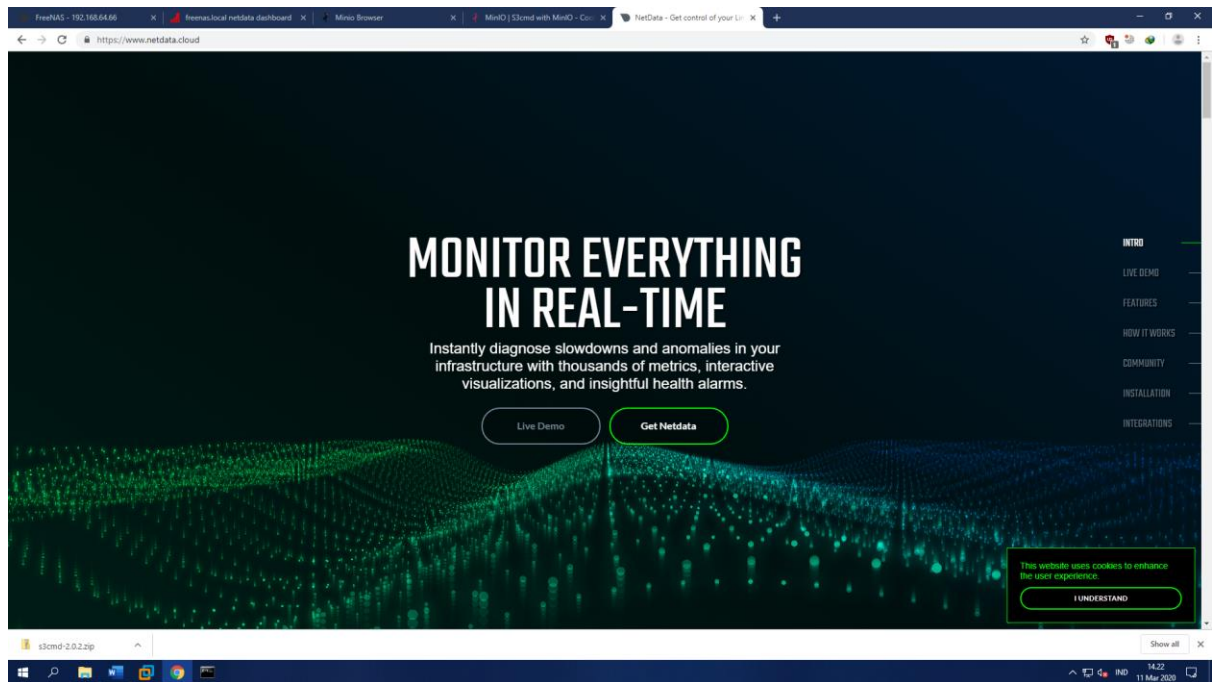 FreeNAS - 192.168.64.66
freenas.local netdata dashboard
Minio Browser
MinIO | S3cmd with MinIO - Coo
NetData - Get control of your Li
https://www.netdata.cloud
MONITOR EVERYTHING
IN REAL-TIME
Instantly diagnose slowdowns and anomalies in your
infrastructure with thousands of metrics, interactive
visualizations, and insightful health alarms.
Live Demo
Get Netdata
INTRO
LIVE DEMO
FEATURES
HOW IT WORKS
COMMUNITY
INSTALLATION
INTEGRATIONS
This website uses cookies to enhance
the user experience.
I UNDERSTAND
s3cmd-2.0.2.zip
Show all
IND
14.22
11 Mar 2020